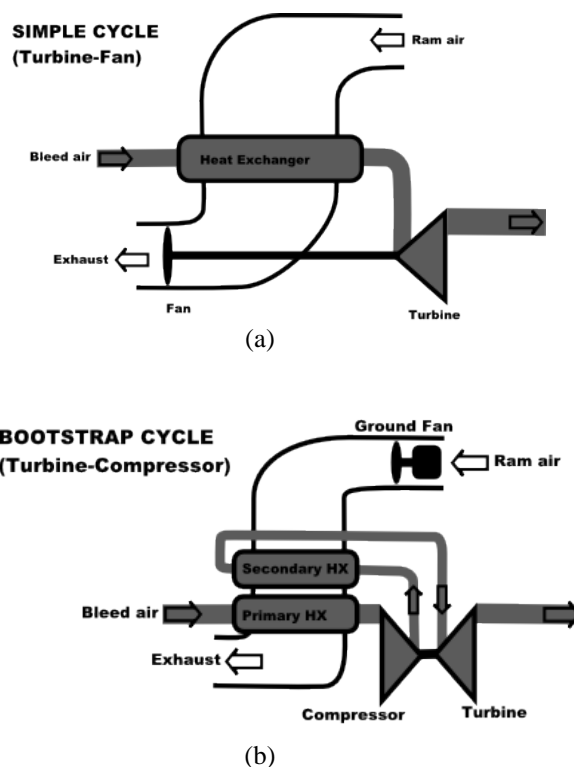 SIMPLE CYCLE
(Turbine-Fan)
Ram air
Bleed air
Heat Exchanger
Exhaust
Fan
Turbine
(a)
BOOTSTRAP CYCLE
(Turbine-Compressor)
Ground Fan
Ram air
Secondary HX
Bleed air
Primary HX
Exhaust
Compressor
Turbine
(b)